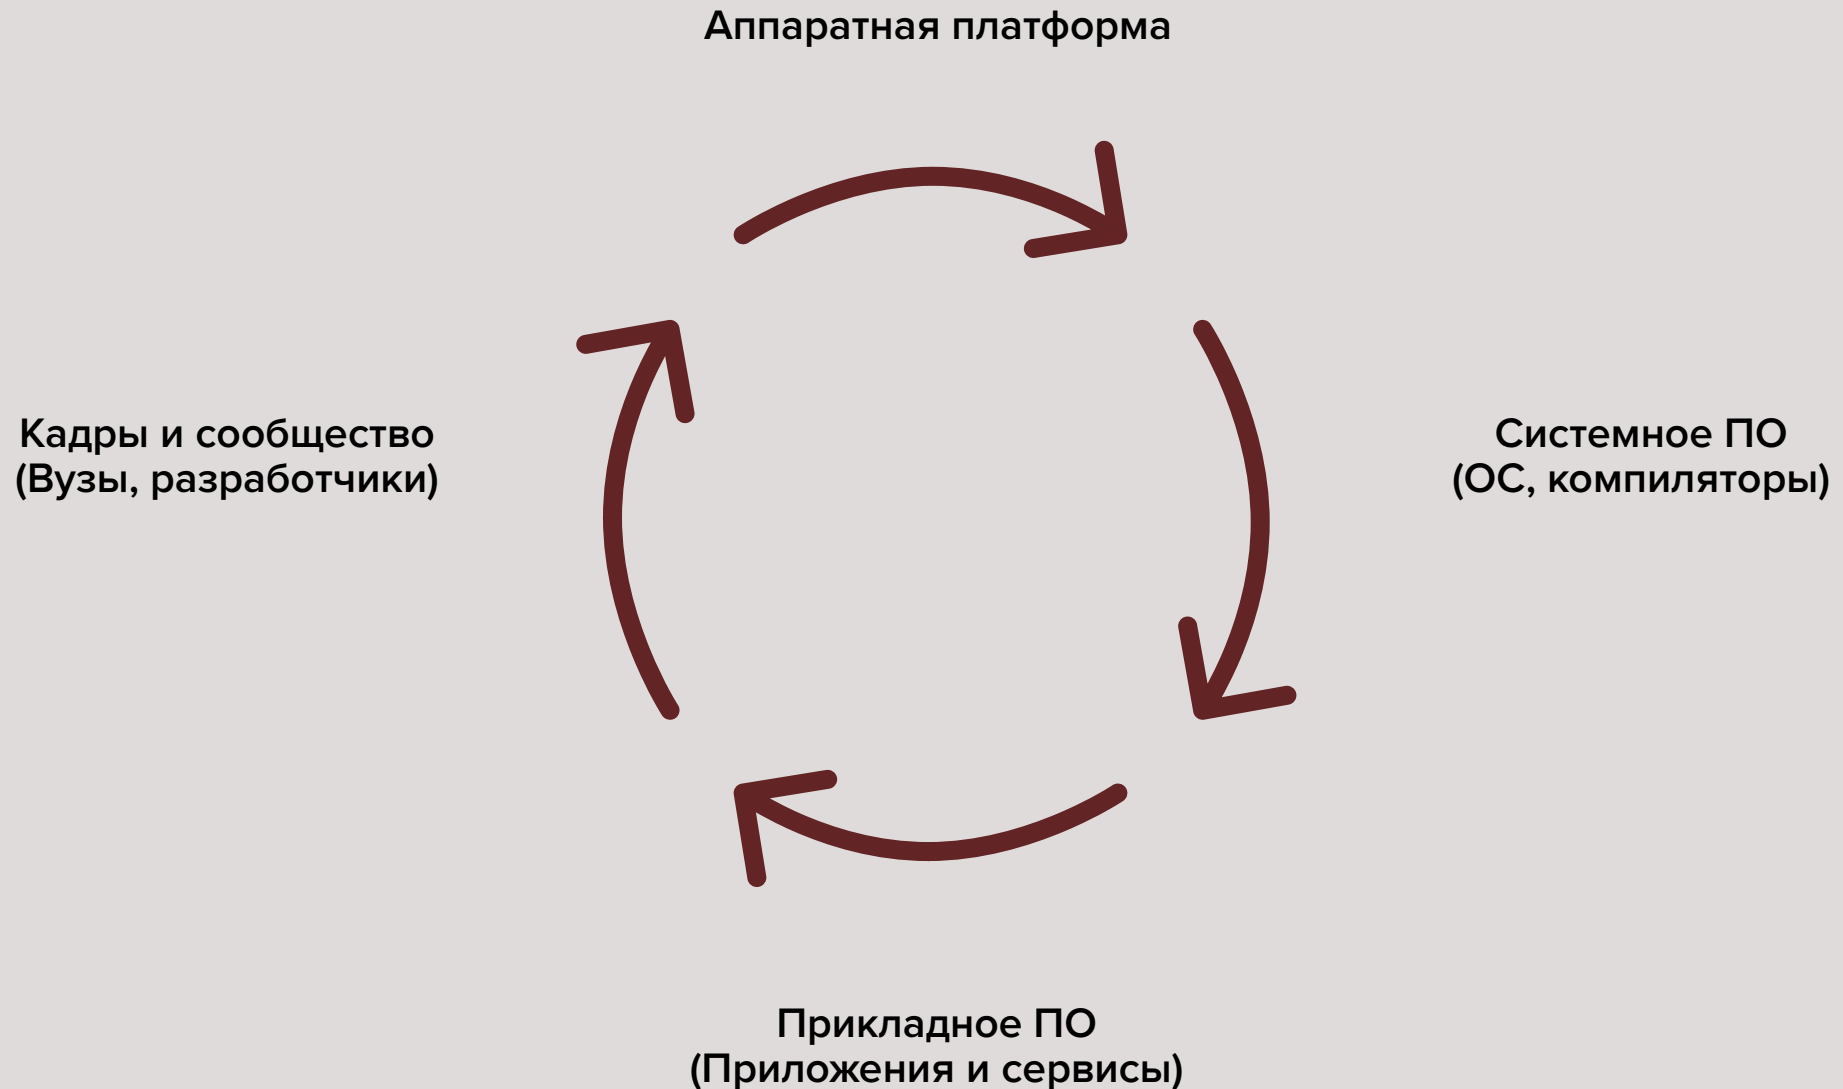 Аппаратная платформа
Кадры и сообщество
(Вузы, разработчики)
Системное ПО
(ОС, компиляторы)
Прикладное ПО
(Приложения и сервисы)